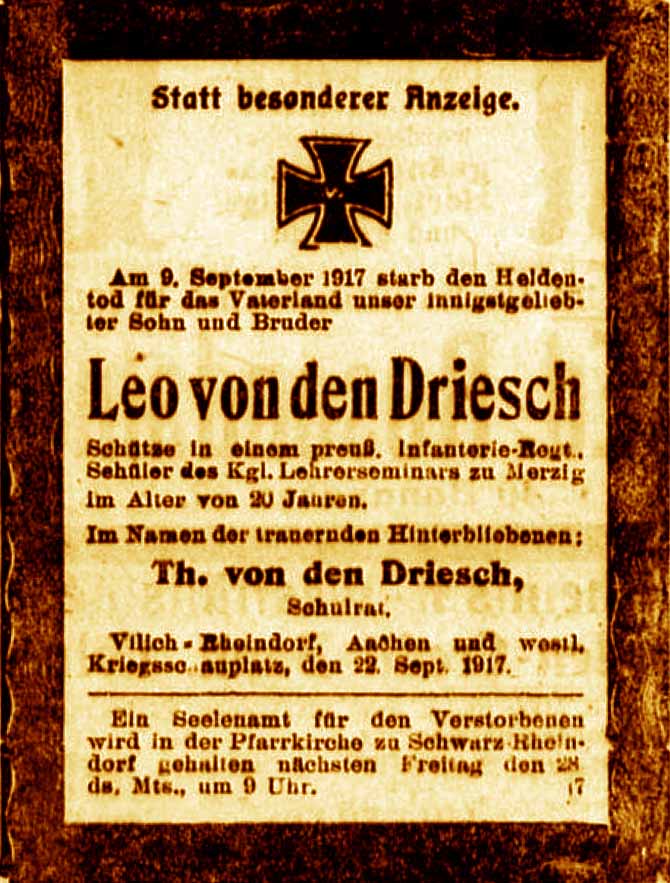 Statt besonderer Anzeige.
Am 9. September 1917 starb den Helden-
tod für das Vaterland unser innigstgelieb-
ter Sohn und Bruder
Leo von den Driesch
Schütze in einem preuß. Infanterie-Regt.,
Schüler des Kgl. Lehrerseminars zu Merzig
im Alter von 20 Jahren.
Im Namen der trauernden Hinterbliebenen:
Th. von den Driesch,
Schulrat.
Vilich-Rheindorf, Aachen und westl.
Kriegsschauplatz, den 22. Sept. 1917.
Ein Seelenamt für den Verstorbenen
wird in der Pfarrkirche zu Schwarz-Rhein-
dorf gehalten nächsten Freitag den 28.
ds. Mts., um 9 Uhr. 17